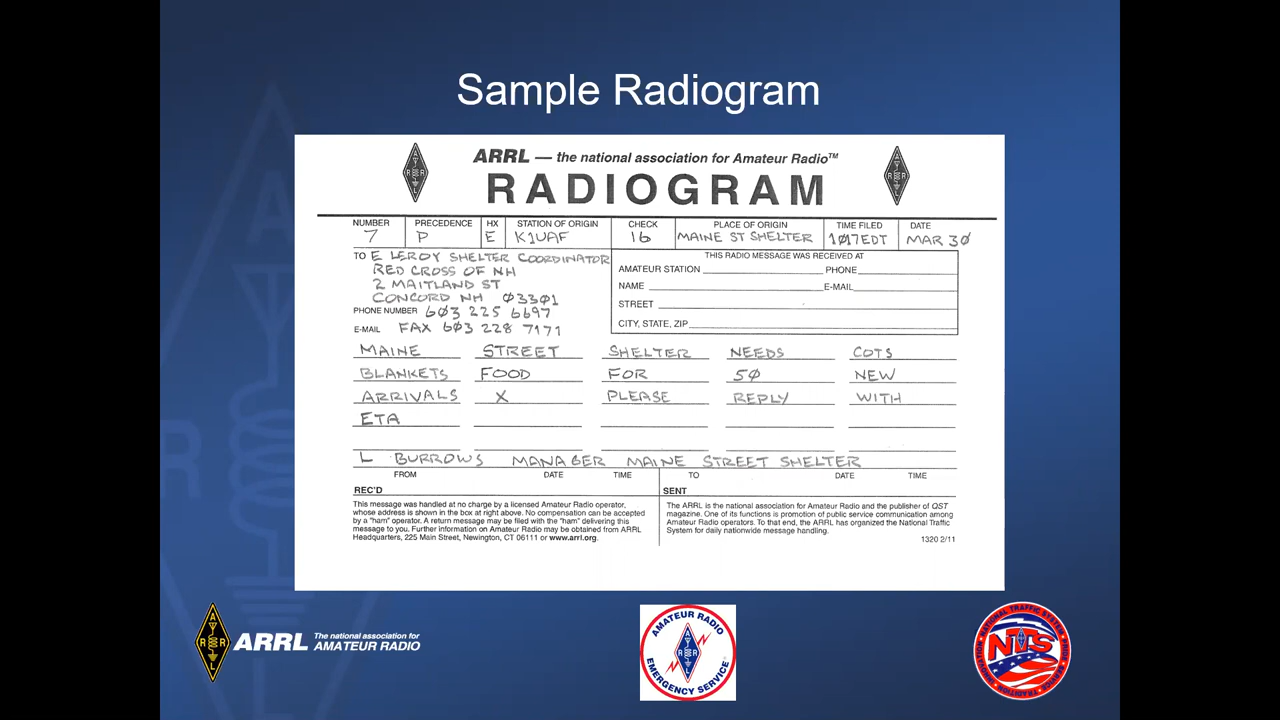 Sample Radiogram
ARRL — the national association for Amateur Radio™
RADIOGRAM
NUMBER PRECEDENCE HX STATION OF ORIGIN CHECK PLACE OF ORIGIN TIME FILED DATE
7 P E K1UAF 16 MAINE ST SHELTER 1017EDT MAR 30
TO E LEROY SHELTER COORDINATOR
RED CROSS OF NH
2 MAITLAND ST
CONCORD NH 03301
PHONE NUMBER 603 225 6697
E-MAIL FAX 603 228 7171
THIS RADIO MESSAGE WAS RECEIVED AT
AMATEUR STATION PHONE
NAME E-MAIL
STREET
CITY, STATE, ZIP
MAINE STREET SHELTER NEEDS COTS
BLANKETS FOOD FOR 50 NEW
ARRIVALS X PLEASE REPLY WITH
ETA
L BURROWS MANAGER MAINE STREET SHELTER
FROM DATE TIME TO DATE TIME
REC'D SENT
This message was handled at no charge by a licensed Amateur Radio operator,
whose address is shown in the box at right above. No compensation can be accepted
by a "ham" operator. A return message may be filed with the "ham" delivering this
message to you. Further information on Amateur Radio may be obtained from ARRL
Headquarters, 225 Main Street, Newington, CT 06111 or www.arrl.org.
The ARRL is the national association for Amateur Radio and the publisher of QST
magazine. One of its functions is promotion of public service communication among
Amateur Radio operators. To that end, the ARRL has organized the National Traffic
System for daily nationwide message handling.
1320 2/11
ARRL The national association for
AMATEUR RADIO
AMATEUR RADIO
EMERGENCY SERVICE
NATIONAL TRAFFIC SYSTEM
NTS